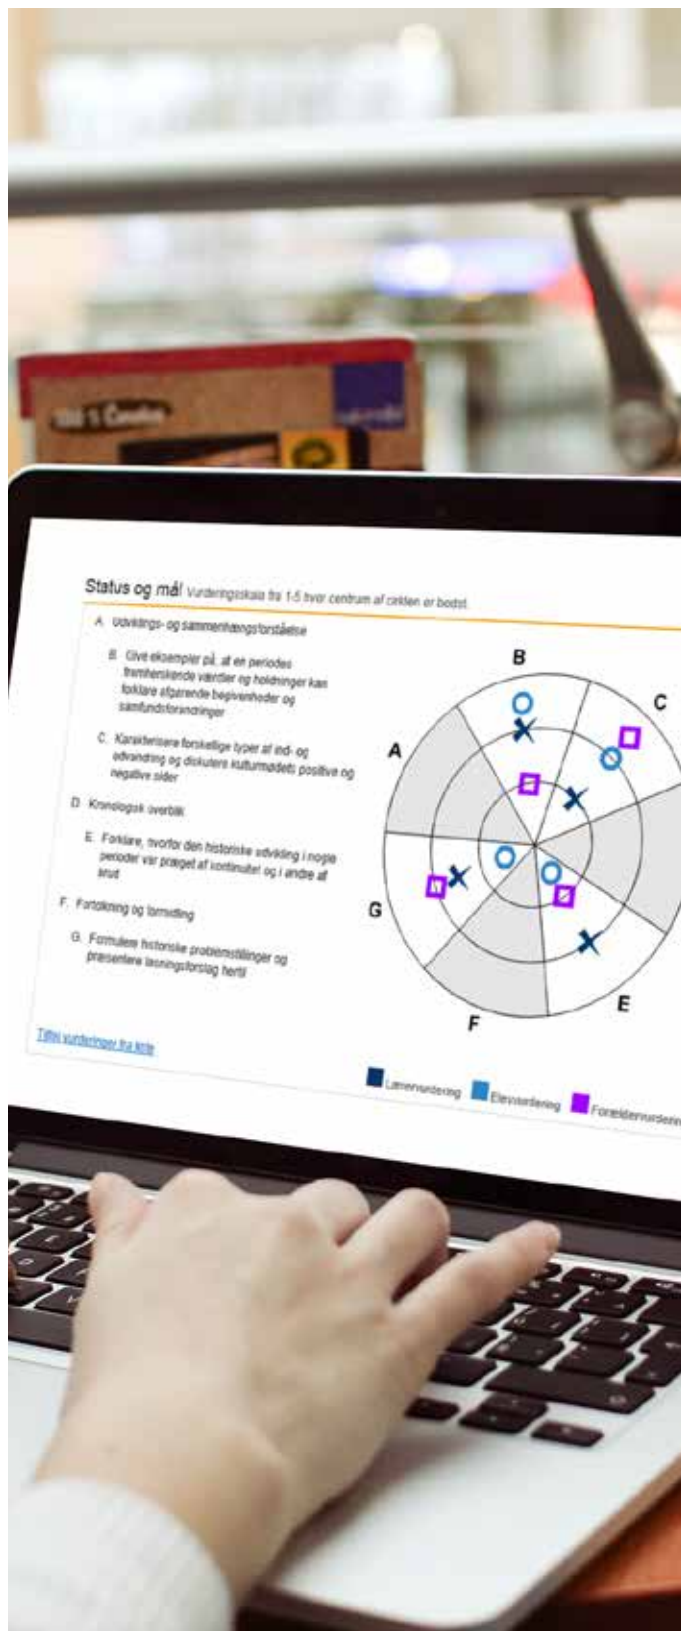 Status og mål Vurderingsskala fra 1-5 hvor centrum af cirklen er bedst.
A. Udviklings- og sammenhængsforståelse
B. Give eksempler på, at en periodes
fremherskende værdier og holdninger kan
forklare afgørende begivenheder og
samfundsforandringer
C. Karakterisere forskellige typer af ind- og
udvandring og diskutere kulturmødets positive og
negative sider
D. Kronologisk overblik
E. Forklare, hvorfor den historiske udvikling i nogle
perioder var præget af kontinuitet og i andre af
brud
F. Fortolkning og formidling
G. Formulere historiske problemstillinger og
præsentere løsningsforslag hertil
Tilføj vurderinger fra liste
B
C
A
G
E
F
Lærervurdering
Elevvurdering
Forældrevurdering